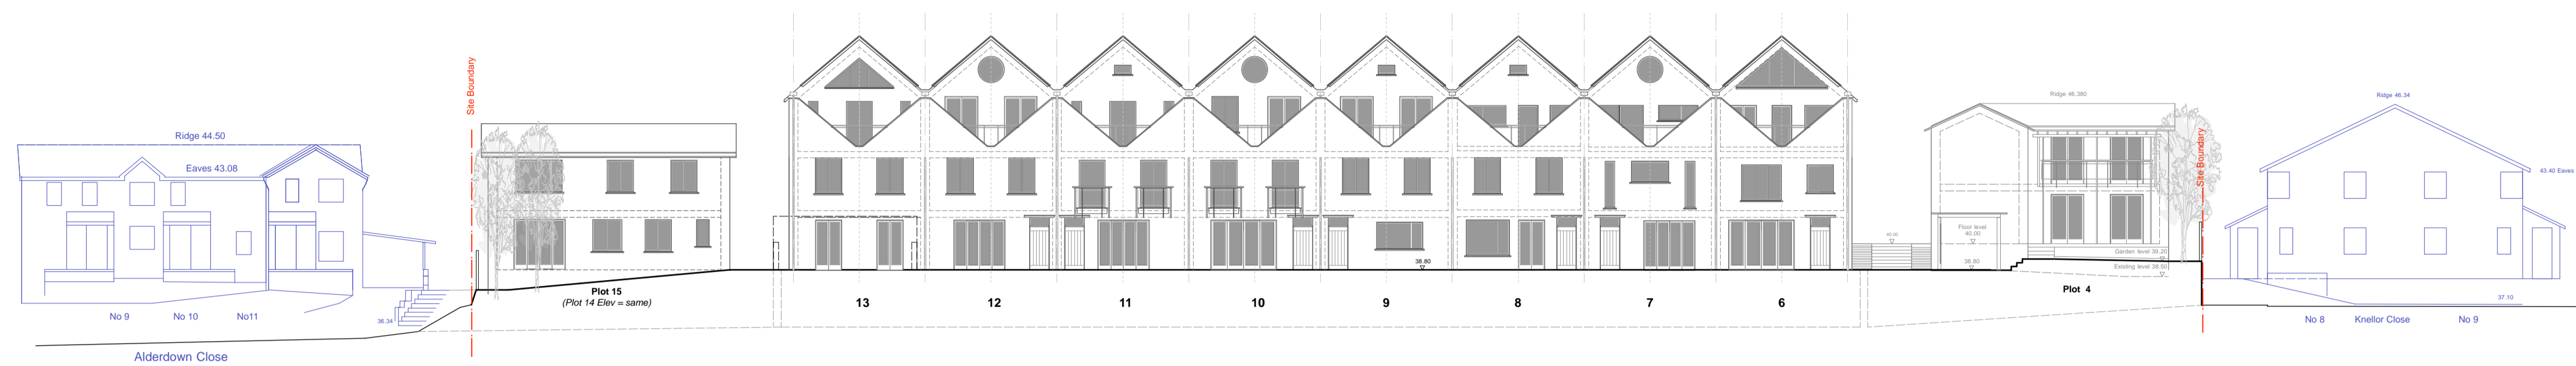 Ridge 44.50
Eaves 43.08
No 9
No 10
No11
Alderdown Close
36.34
Site Boundary
Plot 15
(Plot 14 Elev = same)
13
12
11
10
9
8
7
6
38.80
40.00
Floor level
40.00
38.80
Ridge 46.380
Garden level 39.20
Existing level 38.50
Plot 4
Site Boundary
Ridge 46.34
43.40 Eaves
37.10
No 8
Knellor Close
No 9